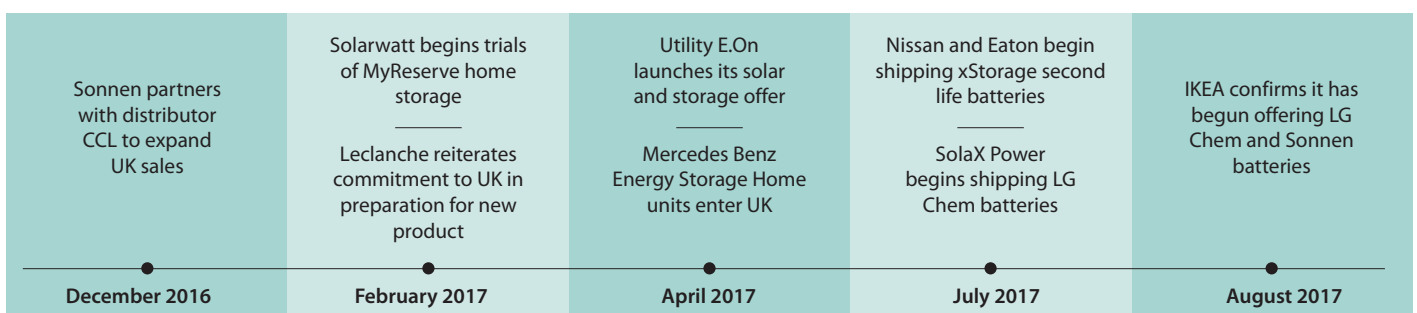 Sonnen partners
with distributor
CCL to expand
UK sales
December 2016
Solarwatt begins trials
of MyReserve home
storage
Leclanche reiterates
commitment to UK in
preparation for new
product
February 2017
Utility E.On
launches its solar
and storage offer
Mercedes Benz
Energy Storage Home
units enter UK
April 2017
Nissan and Eaton begin
shipping xStorage second
life batteries
SolaX Power
begins shipping LG
Chem batteries
July 2017
IKEA confirms it has
begun offering LG
Chem and Sonnen
batteries
August 2017